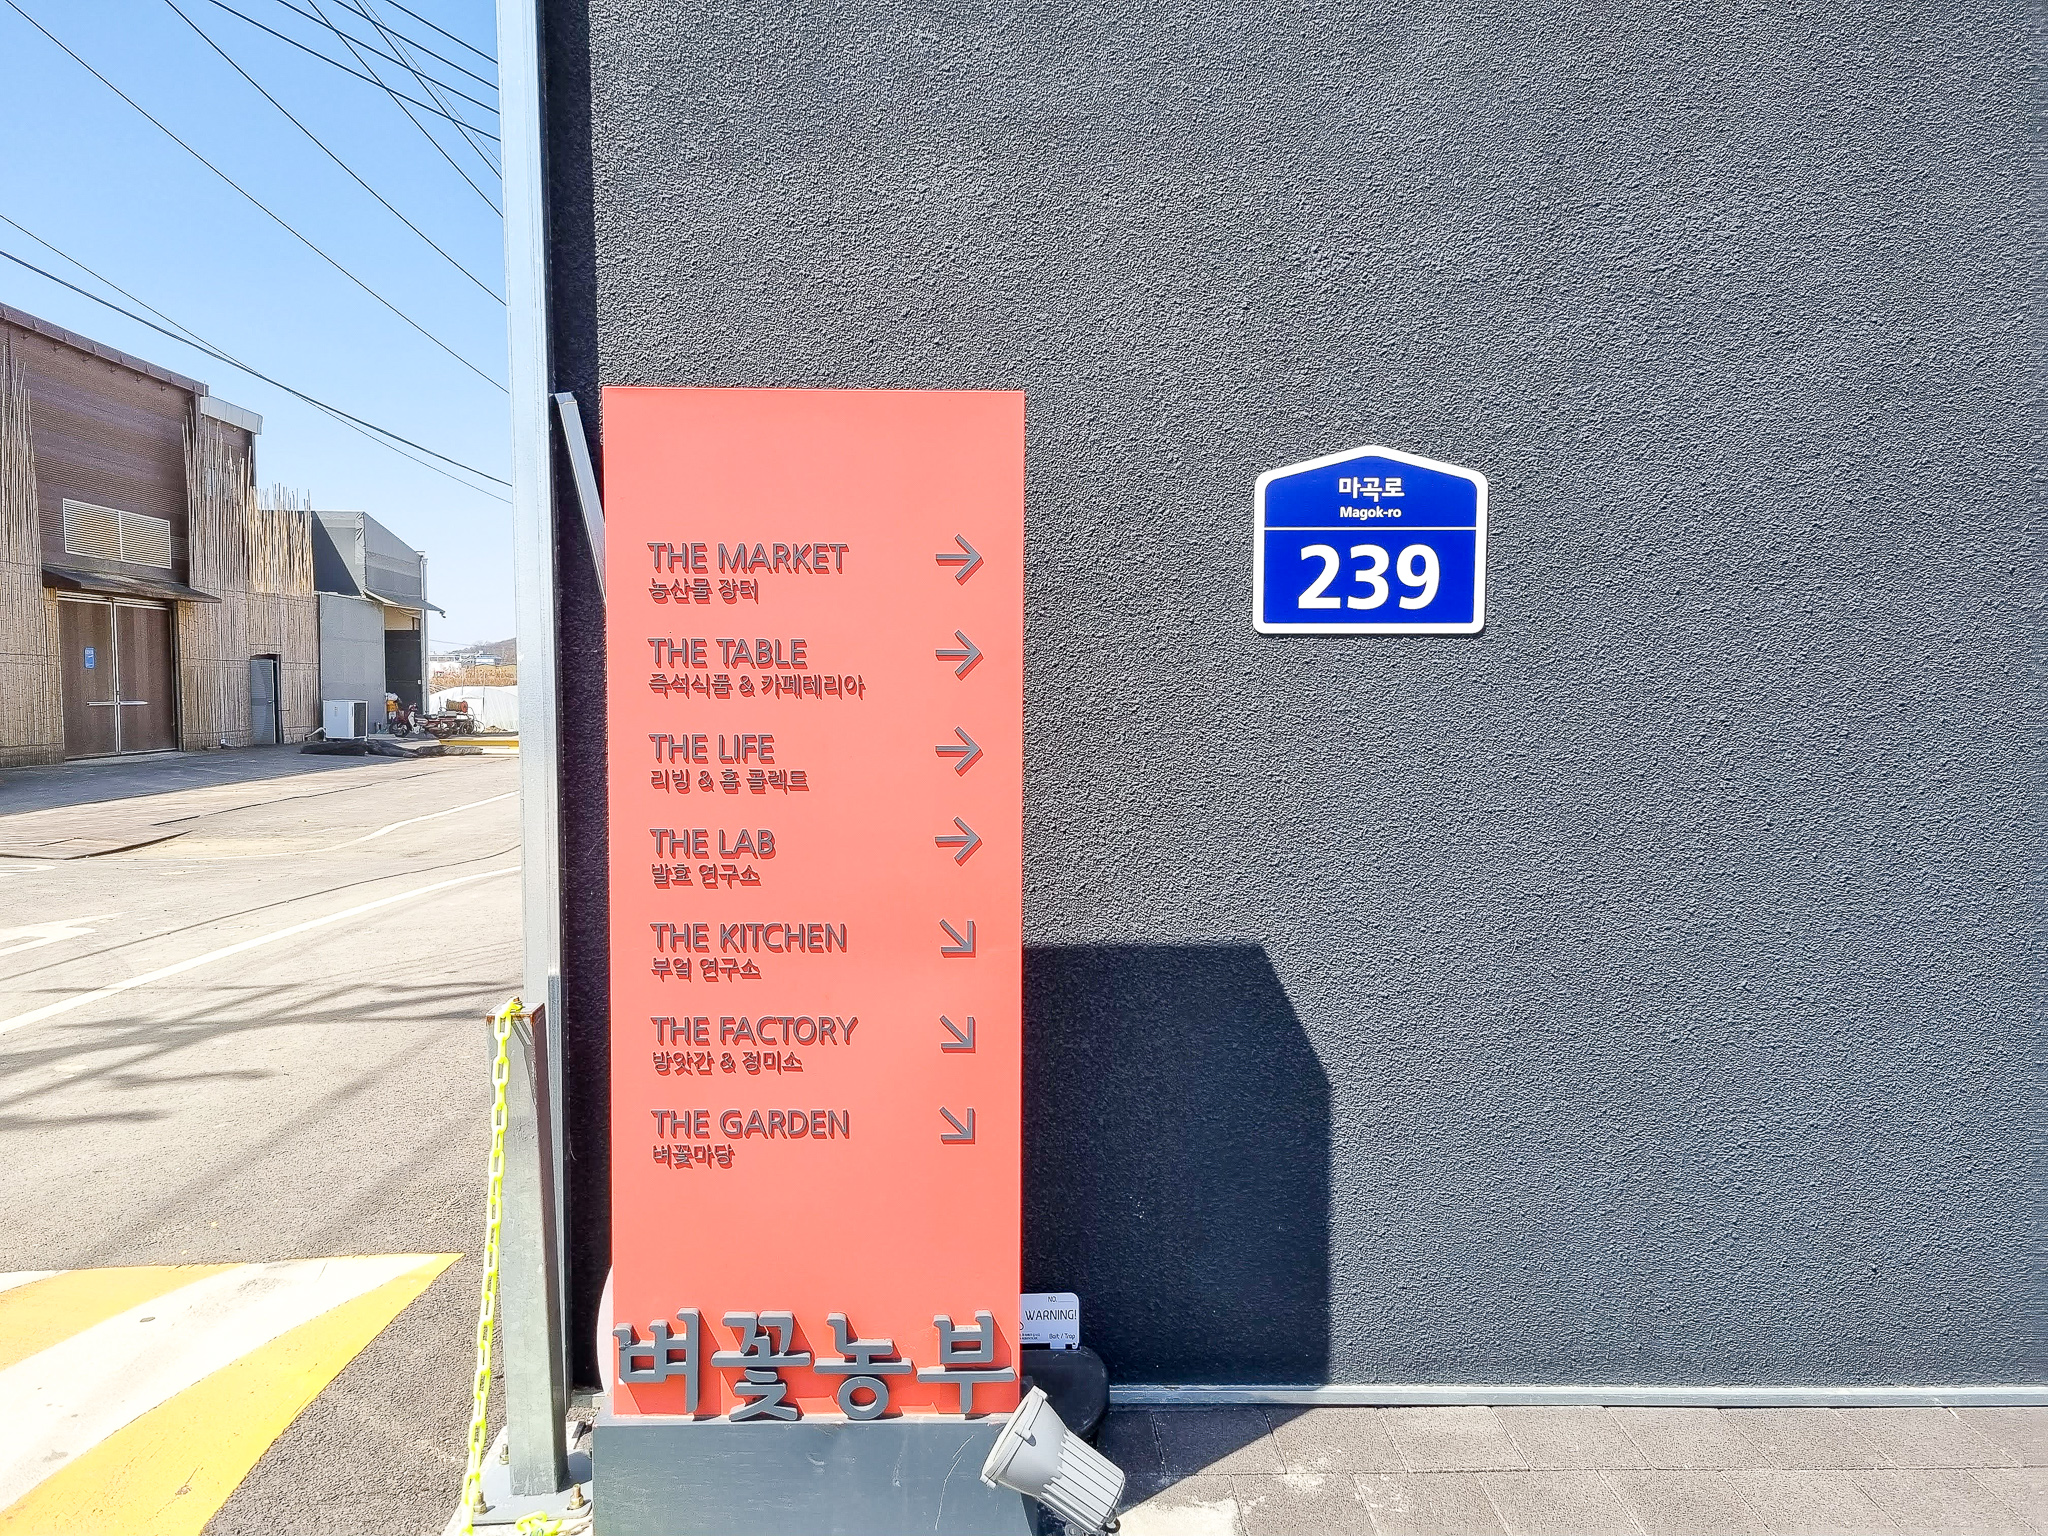 THE MARKET
농산물 장터
THE TABLE
즉석식품 & 카페테리아
THE LIFE
리빙 & 홈 콜렉트
THE LAB
발효 연구소
THE KITCHEN
부엌 연구소
THE FACTORY
방앗간 & 정미소
THE GARDEN
벼꽃마당
벼꽃농부
마곡로
Magok-ro
239
NO.
WARNING!
Bait / Trap